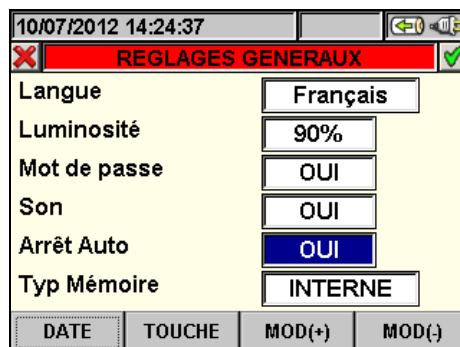 10/07/2012 14:24:37
REGLAGES GENERAUX
Langue Français
Luminosité 90%
Mot de passe OUI
Son OUI
Arrêt Auto OUI
Typ Mémoire INTERNE
DATE TOUCHE MOD(+) MOD(-)